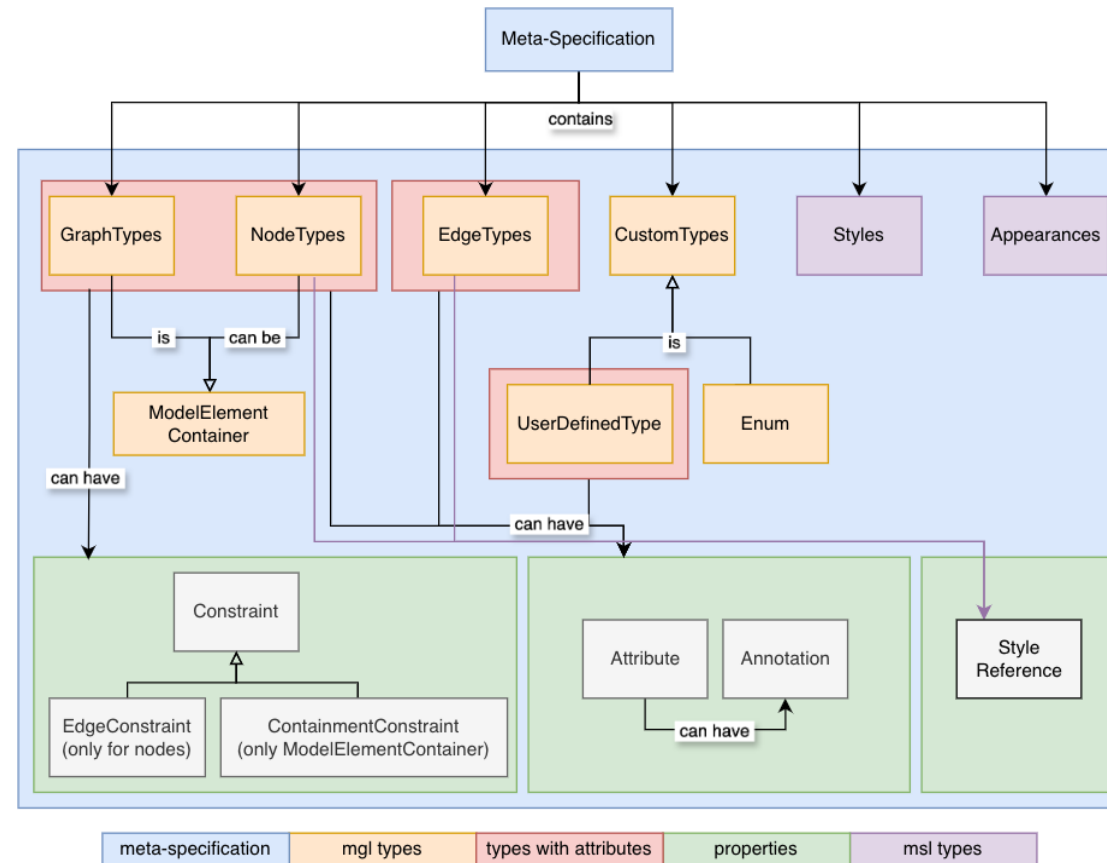 Meta-Specification
contains
GraphTypes
NodeTypes
EdgeTypes
CustomTypes
Styles
Appearances
is
can be
is
ModelElement
Container
UserDefinedType
Enum
can have
can have
Constraint
EdgeConstraint
(only for nodes)
ContainmentConstraint
(only ModelElementContainer)
Attribute
Annotation
can have
Style
Reference
meta-specification
mgl types
types with attributes
properties
msl types